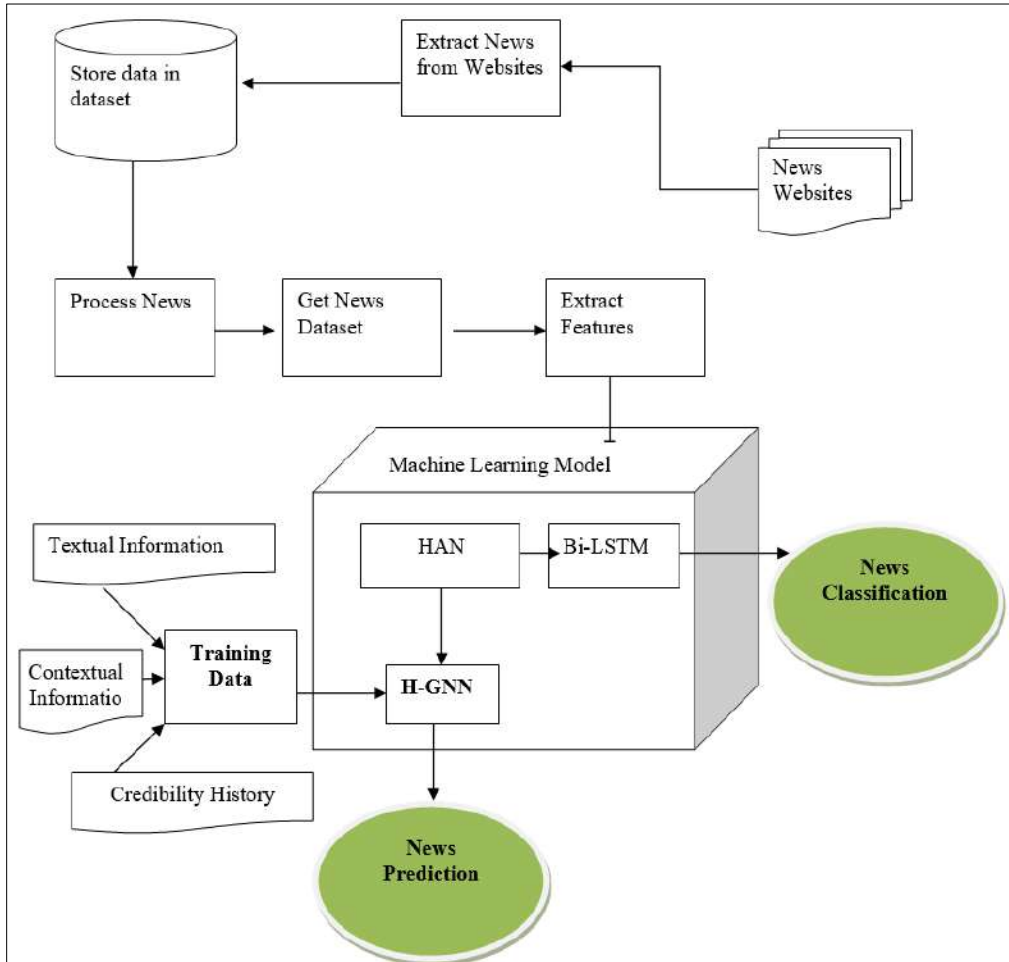 Store data in
dataset
Extract News
from Websites
News
Websites
Process News
Get News
Dataset
Extract
Features
Machine Learning Model
HAN
Bi-LSTM
News
Classification
Textual Information
Contextual
Informatio
Training
Data
H-GNN
Credibility History
News
Prediction